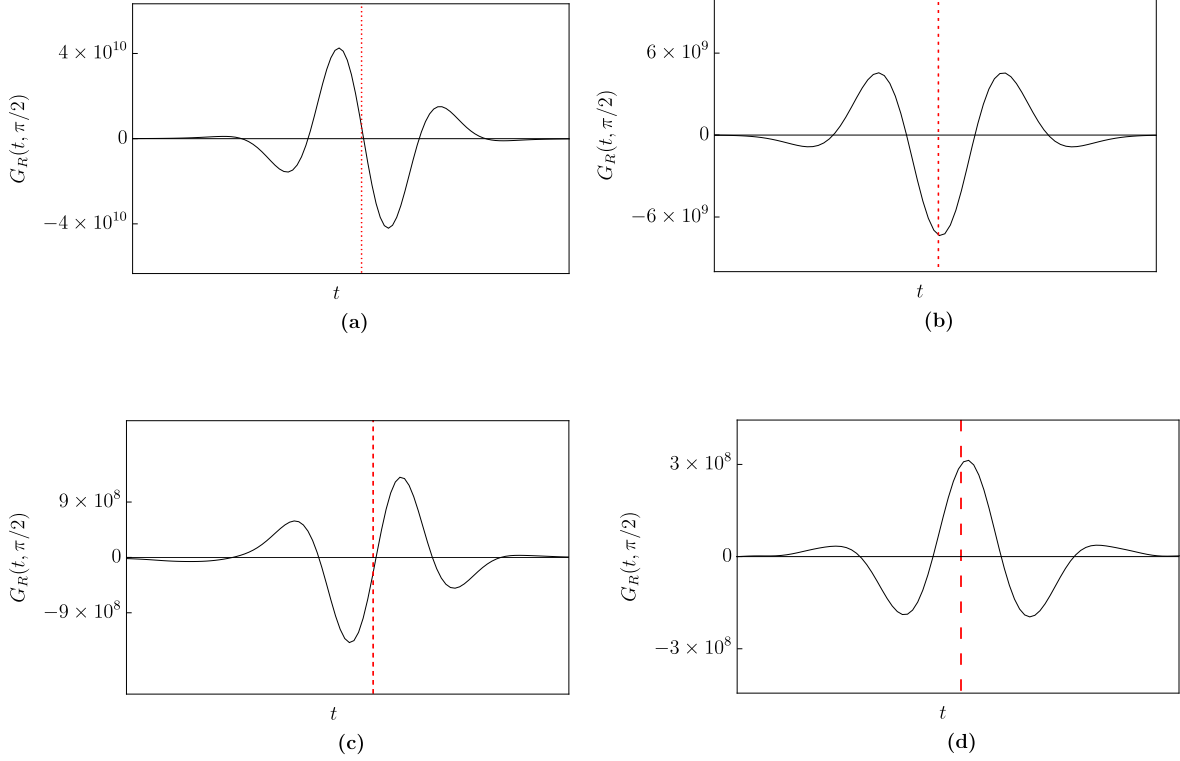 4 × 10^10
0
−4 × 10^10
G_R(t, π/2)
t
(a)
6 × 10^9
0
−6 × 10^9
G_R(t, π/2)
t
(b)
9 × 10^8
0
−9 × 10^8
G_R(t, π/2)
t
(c)
3 × 10^8
0
−3 × 10^8
G_R(t, π/2)
t
(d)